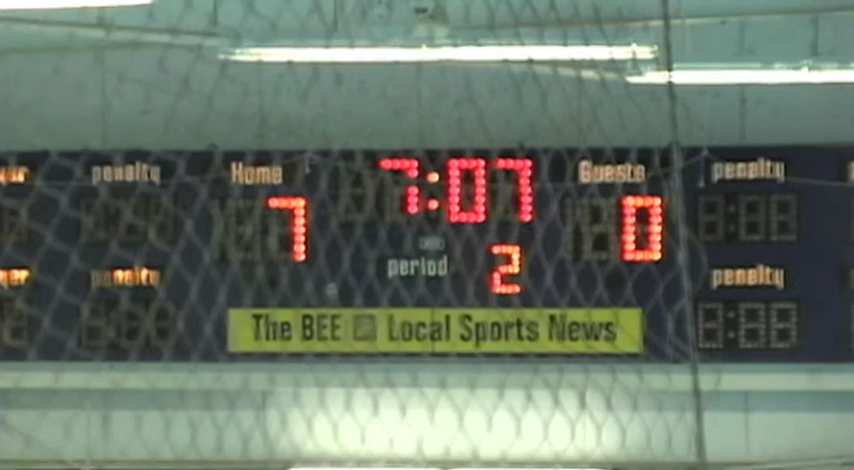 penalty Home 7:07 Guests penalty
7 0
period 2
penalty penalty
The BEE Local Sports News